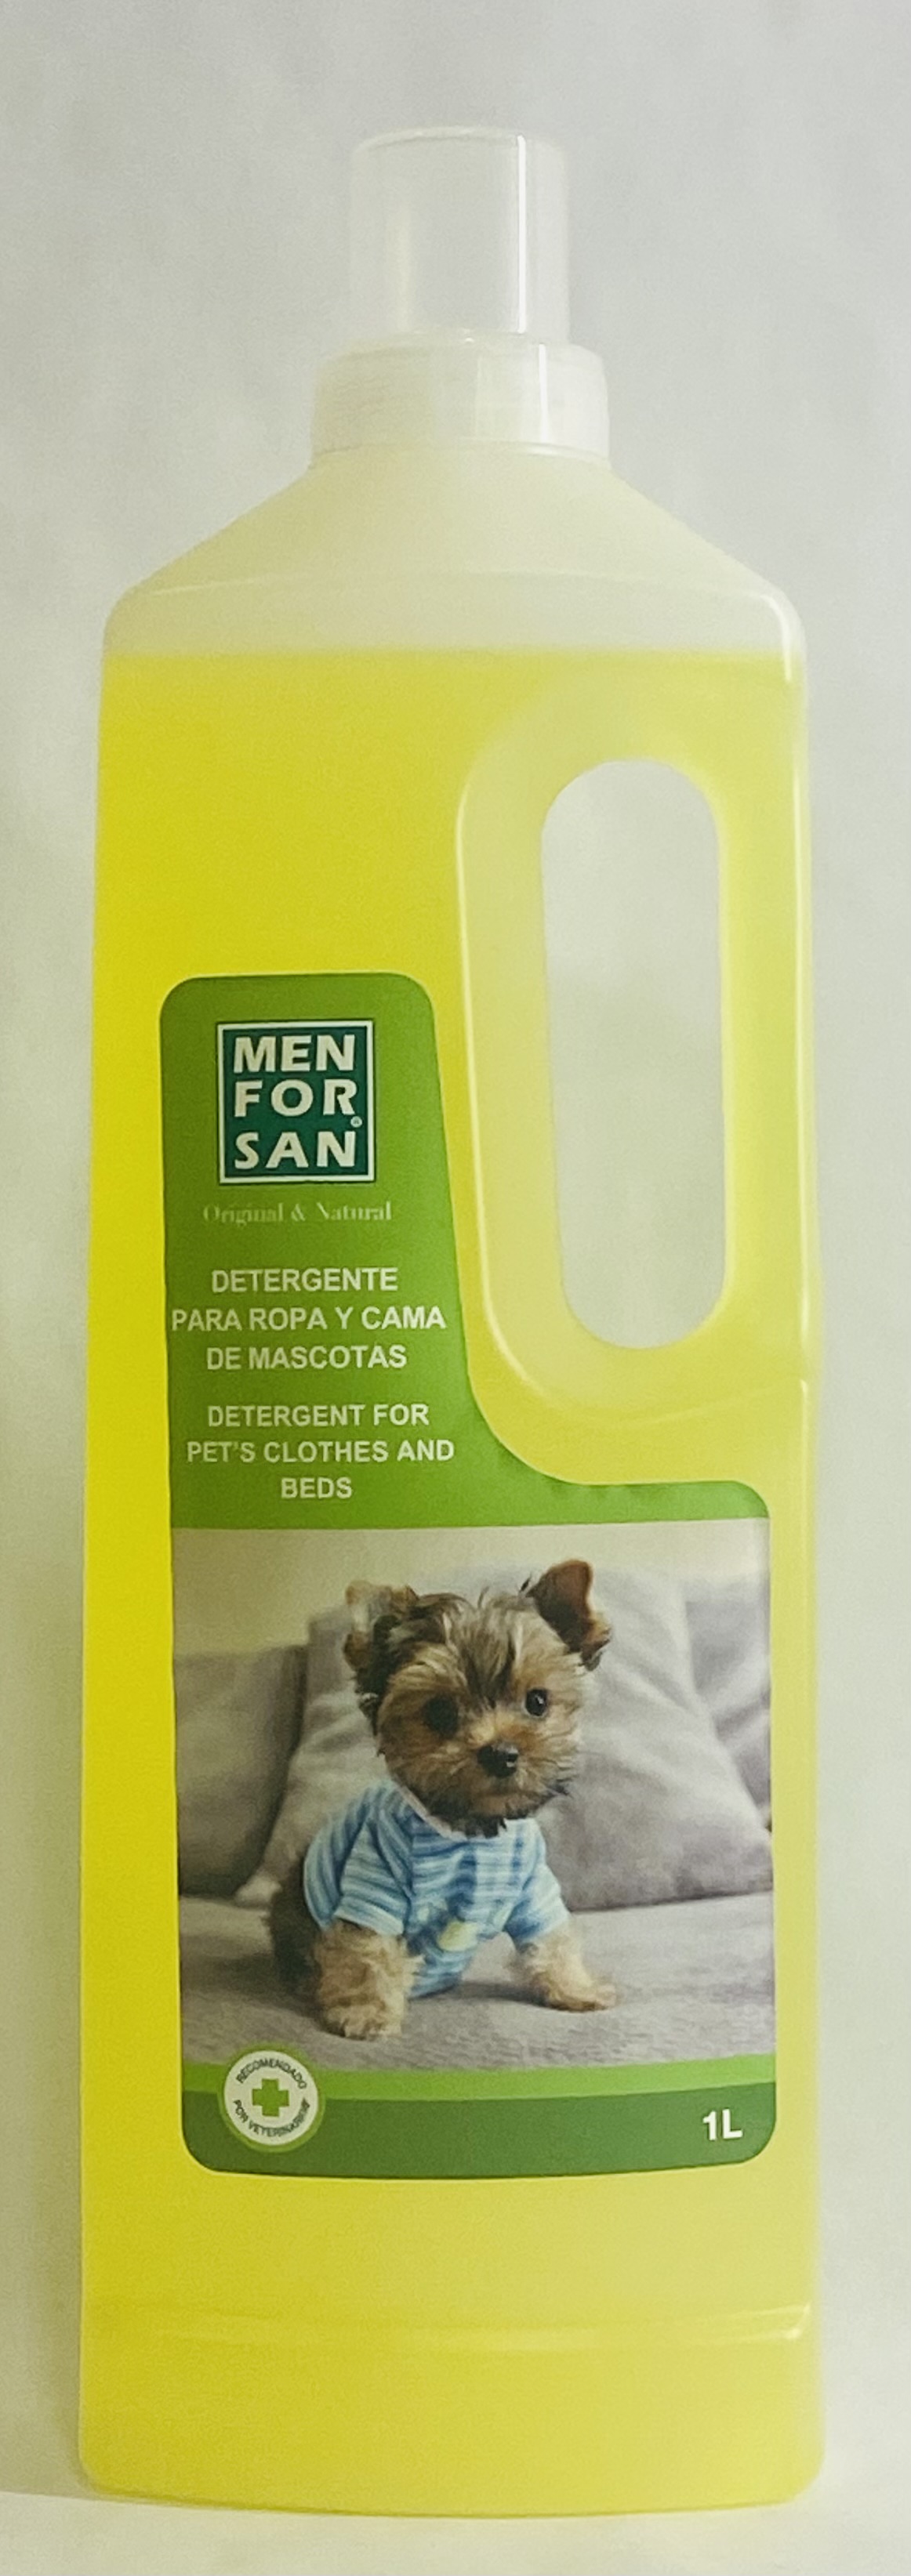 MEN
FOR
SAN®
Original & Natural
DETERGENTE
PARA ROPA Y CAMA
DE MASCOTAS
DETERGENT FOR
PET'S CLOTHES AND
BEDS
RECOMENDADO
POR VETERINARIOS
1L